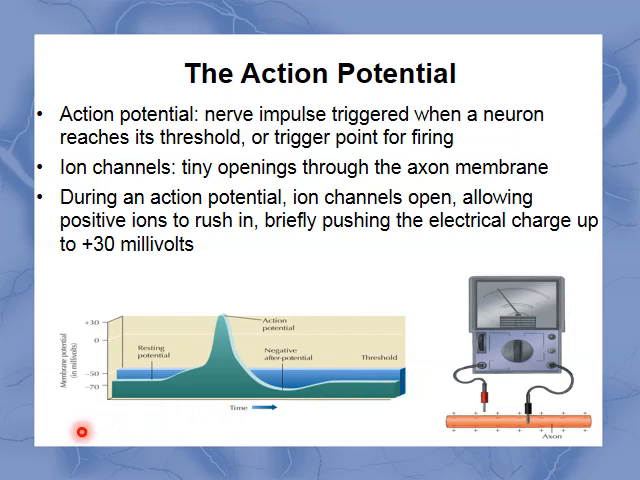 The Action Potential
• Action potential: nerve impulse triggered when a neuron
reaches its threshold, or trigger point for firing
• Ion channels: tiny openings through the axon membrane
• During an action potential, ion channels open, allowing
positive ions to rush in, briefly pushing the electrical charge up
to +30 millivolts
Membrane potential
(in millivolts)
+30
0
−50
−70
Resting
potential
Action
potential
Negative
after-potential
Threshold
Time
Axon